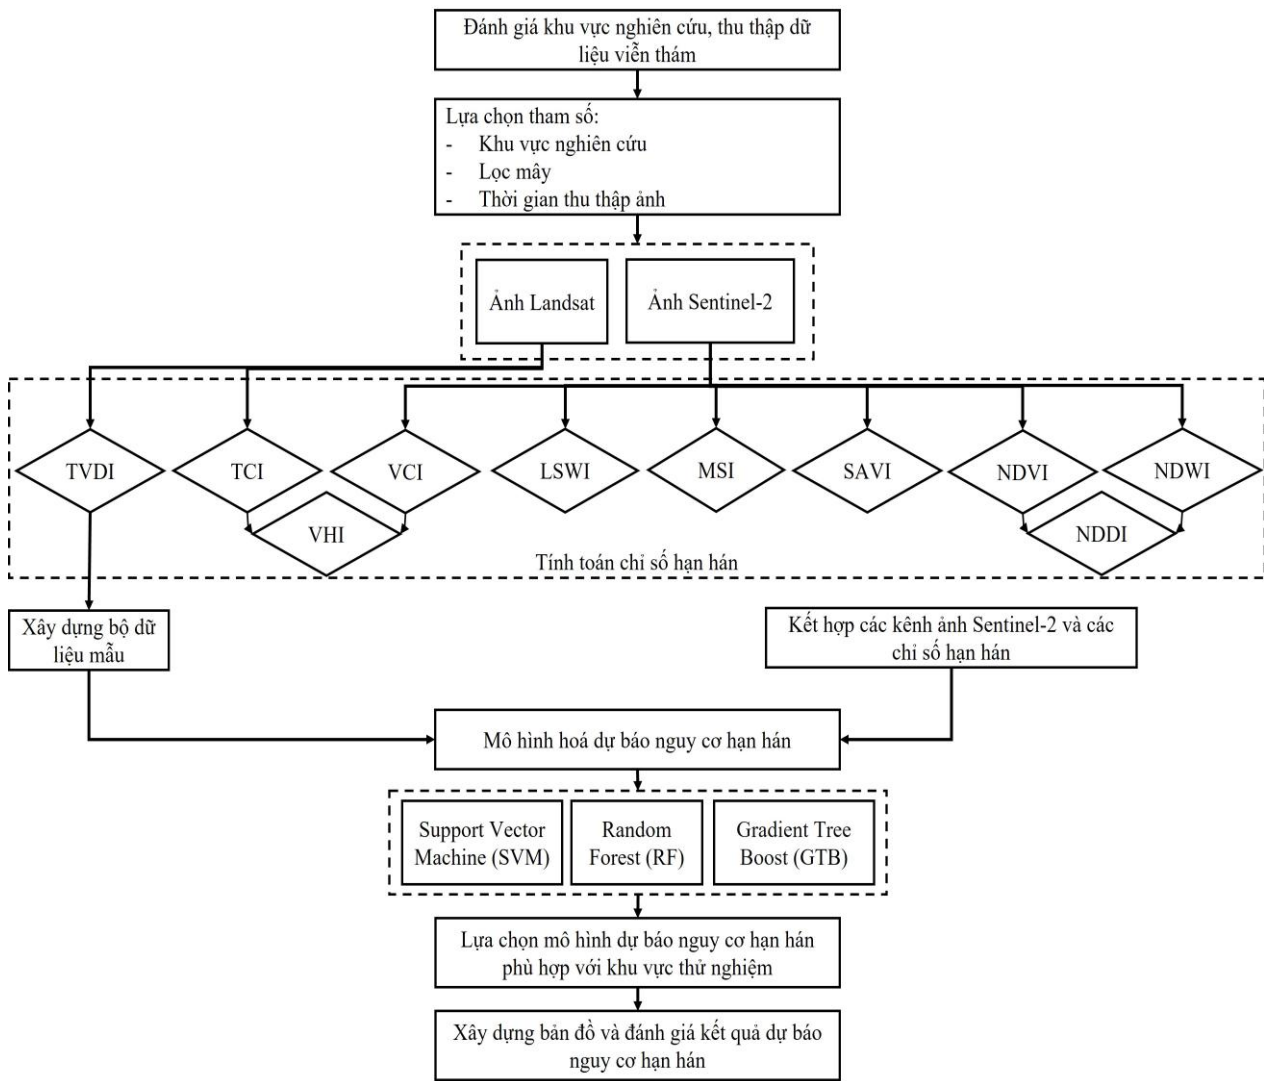 Đánh giá khu vực nghiên cứu, thu thập dữ
liệu viễn thám
Lựa chọn tham số:
- Khu vực nghiên cứu
- Lọc mây
- Thời gian thu thập ảnh
Ảnh Landsat
Ảnh Sentinel-2
TVDI
TCI
VCI
LSWI
MSI
SAVI
NDVI
NDWI
VHI
NDDI
Tính toán chỉ số hạn hán
Xây dựng bộ dữ
liệu mẫu
Kết hợp các kênh ảnh Sentinel-2 và các
chỉ số hạn hán
Mô hình hoá dự báo nguy cơ hạn hán
Support Vector
Machine (SVM)
Random
Forest (RF)
Gradient Tree
Boost (GTB)
Lựa chọn mô hình dự báo nguy cơ hạn hán
phù hợp với khu vực thử nghiệm
Xây dựng bản đồ và đánh giá kết quả dự báo
nguy cơ hạn hán